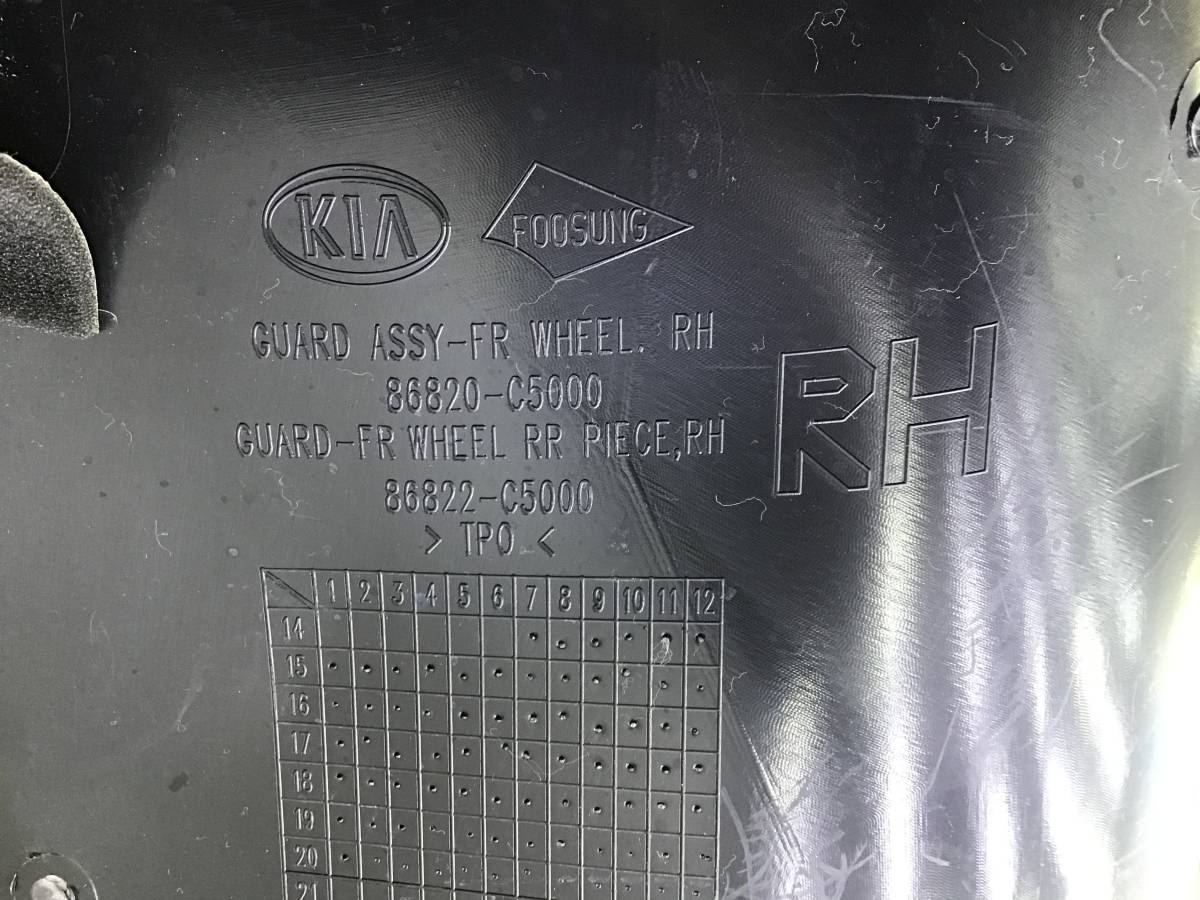 KIA FOOSUNG
GUARD ASSY-FR WHEEL. RH
86820-C5000
GUARD-FR WHEEL RR PIECE,RH
86822-C5000
> TPO <
RH
1 2 3 4 5 6 7 8 9 10 11 12
14
15
16
17
18
19
20
21